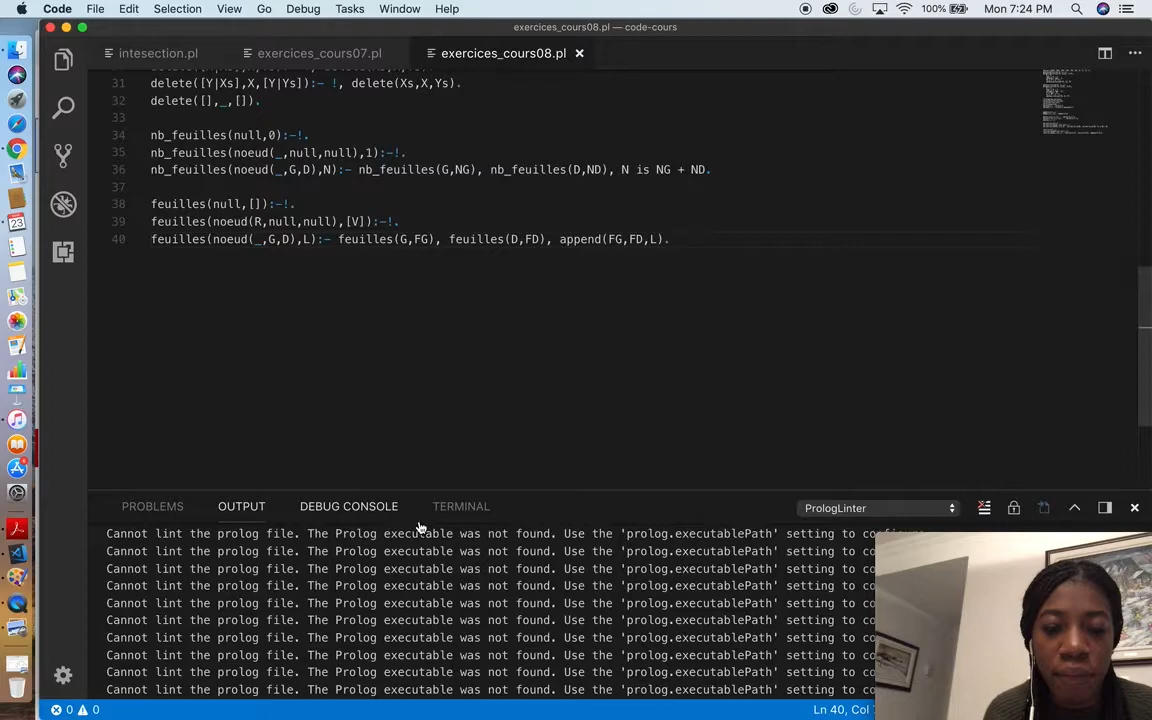 Code File Edit Selection View Go Debug Tasks Window Help 100% Mon 7:24 PM
exercices_cours08.pl — code-cours
intesection.pl exercices_cours07.pl exercices_cours08.pl
31 delete([Y|Xs],X,[Y|Ys]):- !, delete(Xs,X,Ys).
32 delete([],_,[]).
33
34 nb_feuilles(null,0):-!.
35 nb_feuilles(noeud(_,null,null),1):-!.
36 nb_feuilles(noeud(_,G,D),N):- nb_feuilles(G,NG), nb_feuilles(D,ND), N is NG + ND.
37
38 feuilles(null,[]):-!.
39 feuilles(noeud(R,null,null),[V]):-!.
40 feuilles(noeud(_,G,D),L):- feuilles(G,FG), feuilles(D,FD), append(FG,FD,L).
PROBLEMS OUTPUT DEBUG CONSOLE TERMINAL PrologLinter
Cannot lint the prolog file. The Prolog executable was not found. Use the 'prolog.executablePath' setting to
Cannot lint the prolog file. The Prolog executable was not found. Use the 'prolog.executablePath' setting to co
Cannot lint the prolog file. The Prolog executable was not found. Use the 'prolog.executablePath' setting to co
Cannot lint the prolog file. The Prolog executable was not found. Use the 'prolog.executablePath' setting to co
Cannot lint the prolog file. The Prolog executable was not found. Use the 'prolog.executablePath' setting to co
Cannot lint the prolog file. The Prolog executable was not found. Use the 'prolog.executablePath' setting to co
Cannot lint the prolog file. The Prolog executable was not found. Use the 'prolog.executablePath' setting to co
Cannot lint the prolog file. The Prolog executable was not found. Use the 'prolog.executablePath' setting to co
Cannot lint the prolog file. The Prolog executable was not found. Use the 'prolog.executablePath' setting to co
Cannot lint the prolog file. The Prolog executable was not found. Use the 'prolog.executablePath' setting to co
0 0 Ln 40, Col